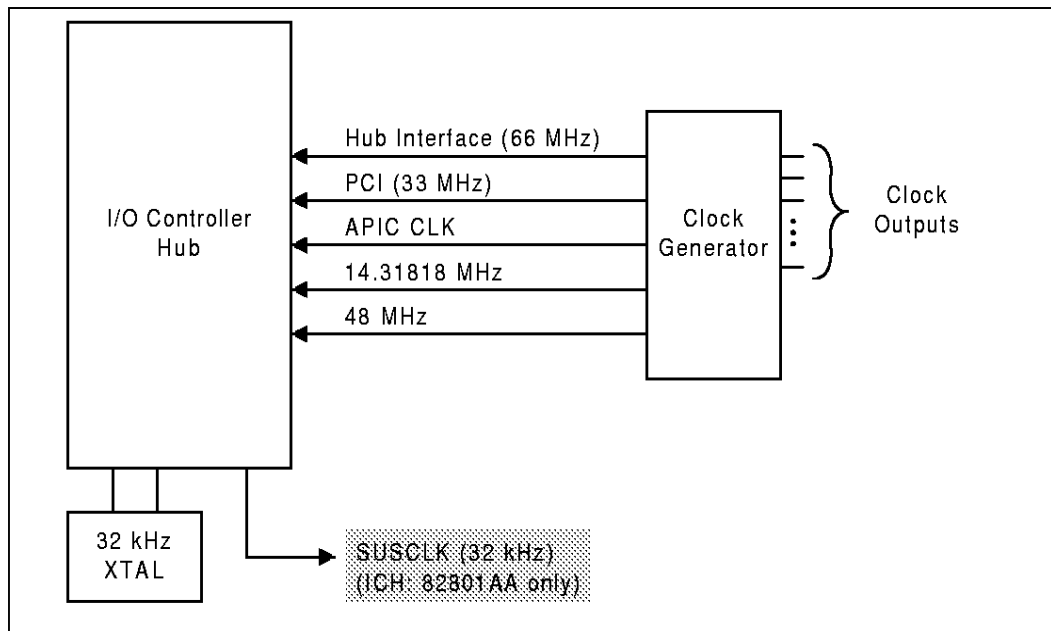 Hub Interface (66 MHz)
PCI (33 MHz)
APIC CLK
14.31818 MHz
48 MHz
I/O Controller
Hub
Clock
Generator
Clock
Outputs
32 kHz
XTAL
SUSCLK (32 kHz)
(ICH: 82801AA only)